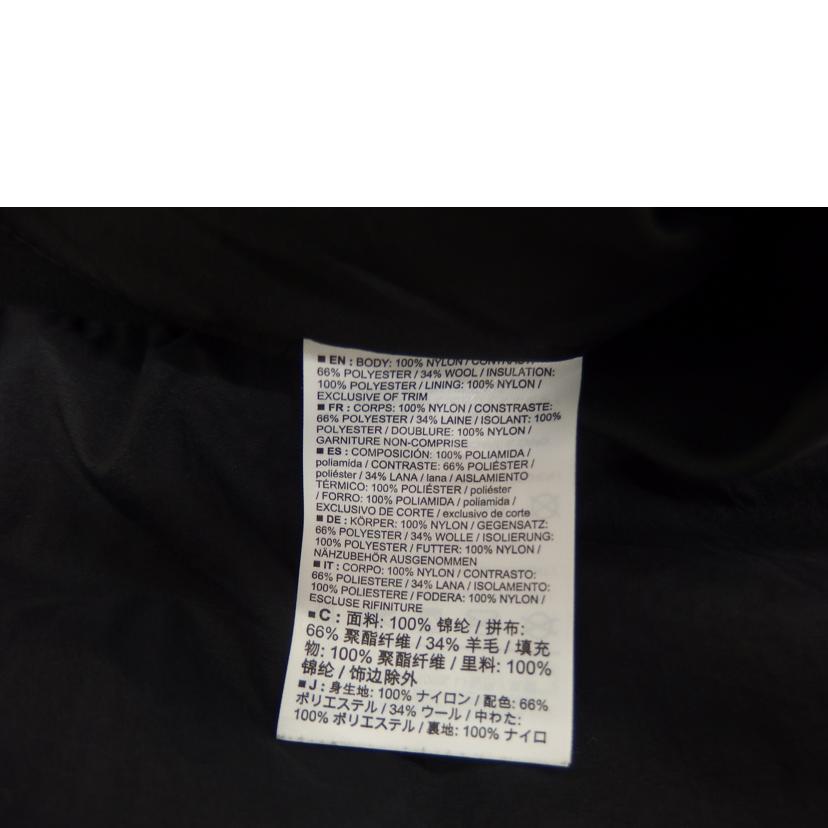 ■ EN : BODY: 100% NYLON / CONTRAST:
66% POLYESTER / 34% WOOL / INSULATION:
100% POLYESTER / LINING: 100% NYLON /
EXCLUSIVE OF TRIM
■ FR : CORPS: 100% NYLON / CONSTRASTE:
66% POLYESTER / 34% LAINE / ISOLANT: 100%
POLYESTER / DOUBLURE: 100% NYLON /
GARNITURE NON-COMPRISE
■ ES : COMPOSICIÓN: 100% POLIAMIDA /
poliamida / CONTRASTE: 66% POLIÉSTER /
poliéster / 34% LANA / lana / AISLAMIENTO
TÉRMICO: 100% POLIÉSTER / poliéster
/ FORRO: 100% POLIAMIDA / poliamida /
EXCLUSIVO DE CORTE / exclusivo de corte
■ DE : KÖRPER: 100% NYLON / GEGENSATZ:
66% POLYESTER / 34% WOLLE / ISOLIERUNG:
100% POLYESTER / FUTTER: 100% NYLON /
NÄHZUBEHÖR AUSGENOMMEN
■ IT : CORPO: 100% NYLON / CONTRASTO:
66% POLIESTERE / 34% LANA / ISOLAMENTO:
100% POLIESTERE / FODERA: 100% NYLON /
ESCLUSE RIFINITURE
■ C : 面料: 100% 锦纶 / 拼布:
66% 聚酯纤维 / 34% 羊毛 / 填充
物: 100% 聚酯纤维 / 里料: 100%
锦纶 / 饰边除外
■ J : 身生地: 100% ナイロン / 配色: 66%
ポリエステル / 34% ウール / 中わた:
100% ポリエステル / 裏地: 100% ナイロ